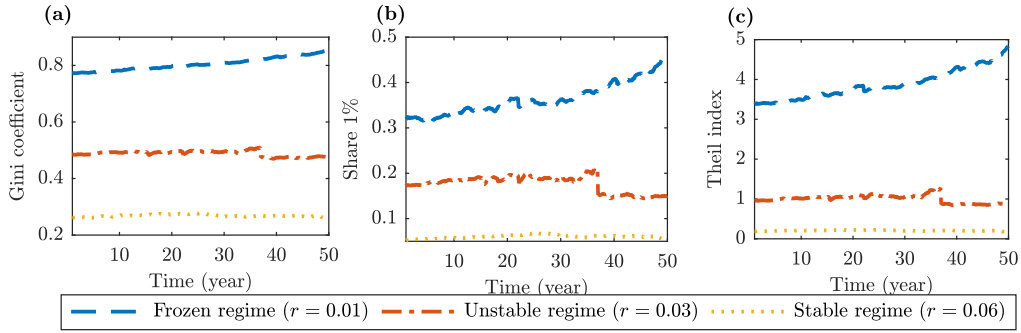 (a)
Gini coefficient
0.8
0.6
0.4
0.2
10 20 30 40 50
Time (year)
(b)
Share 1%
0.5
0.4
0.3
0.2
0.1
10 20 30 40 50
Time (year)
(c)
Theil index
5
4
3
2
1
0
10 20 30 40 50
Time (year)
Frozen regime (r = 0.01) Unstable regime (r = 0.03) Stable regime (r = 0.06)